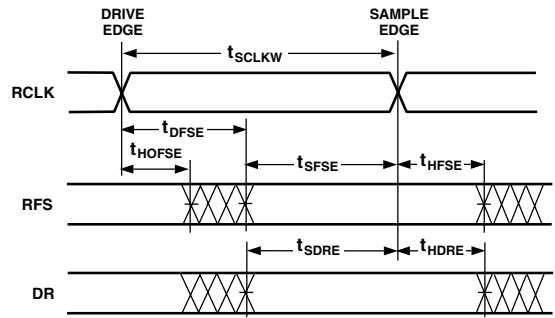 DRIVE EDGE
SAMPLE EDGE
tSCLKW
RCLK
tDFSE
tHOFSE
tSFSE
tHFSE
RFS
tSDRE
tHDRE
DR